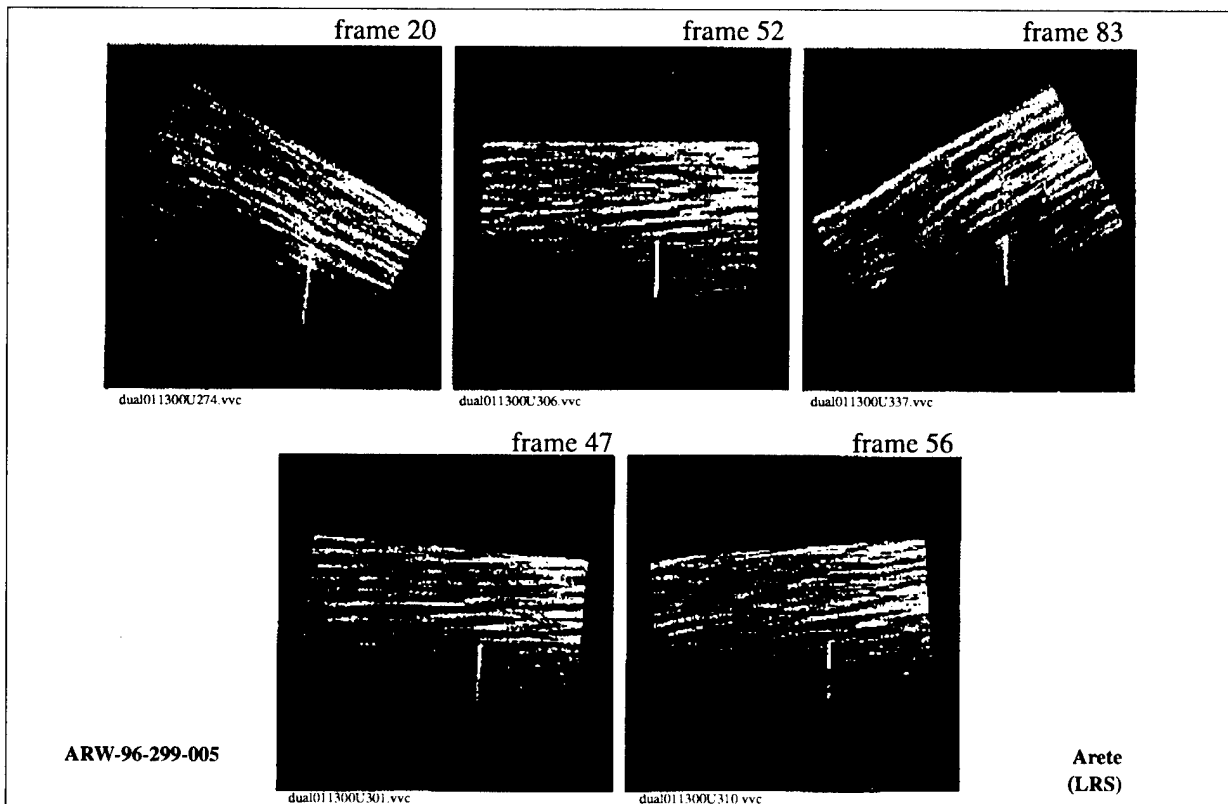 frame 20
frame 52
frame 83
dual011300U274.vvc
dual011300U306.vvc
dual011300U337.vvc
frame 47
frame 56
ARW-96-299-005
Arete
(LRS)
dual011300U301.vvc
dual011300U310.vvc